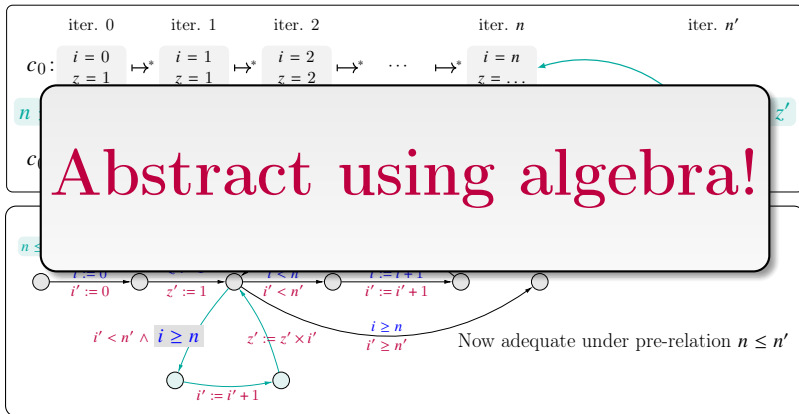 iter. 0 iter. 1 iter. 2 iter. n iter. n′
c₀: i = 0 i = 1 i = 2 i = n
z = 1 ↦* z = 1 ↦* z = 2 ↦* ⋯ ↦* z = …
n z′
Abstract using algebra!
n ≤
i := 0 i < n i := i + 1
i′ := 0 z′ := 1 i′ < n′ i′ := i′ + 1
i ≥ n
i′ < n′ ∧ i ≥ n z′ := z′ × i′ i′ ≥ n′ Now adequate under pre-relation n ≤ n′
i′ := i′ + 1